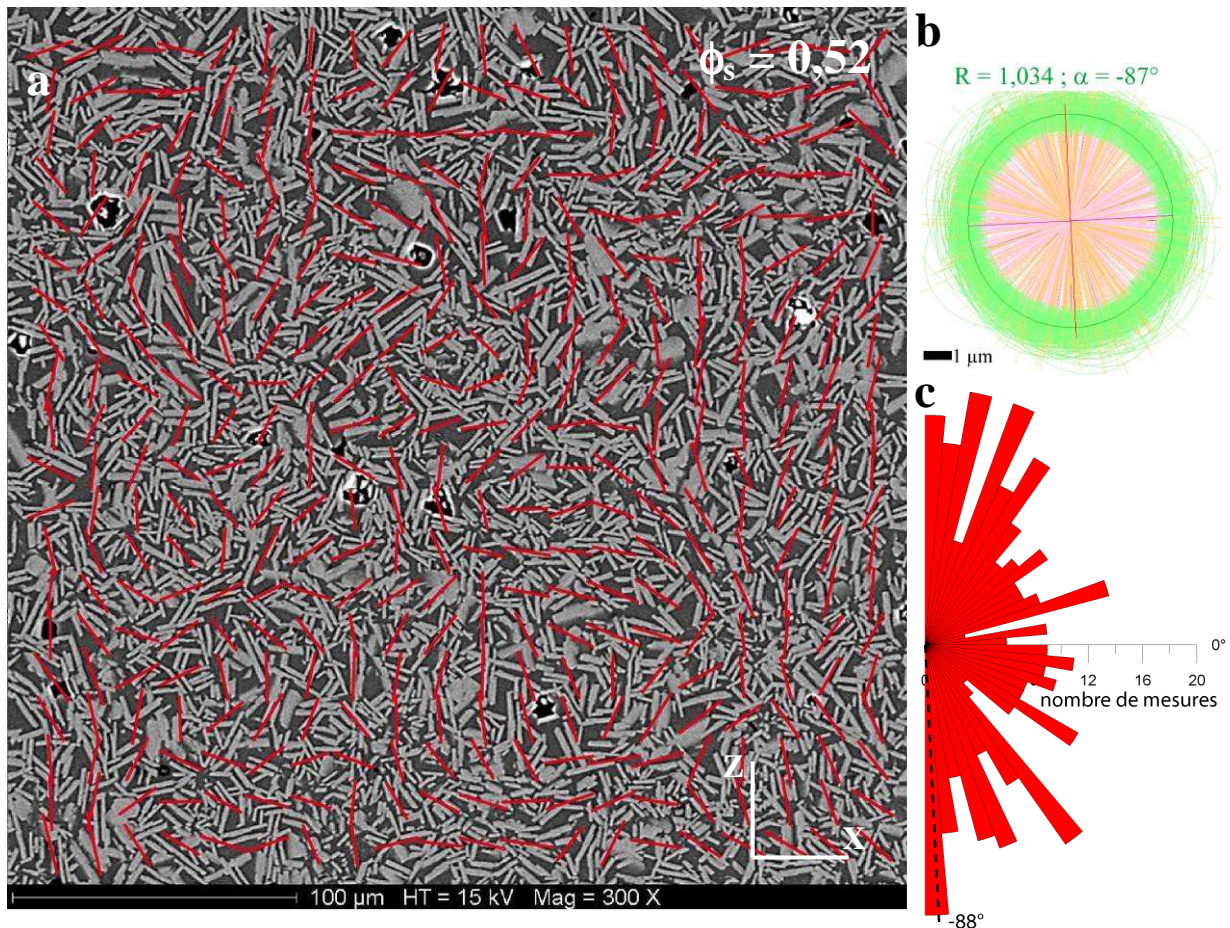 a
ϕs = 0,52
z
x
100 µm HT = 15 kV Mag = 300 X
b
R = 1,034 ; α = -87°
1 µm
c
0°
0 4 8 12 16 20
nombre de mesures
-88°